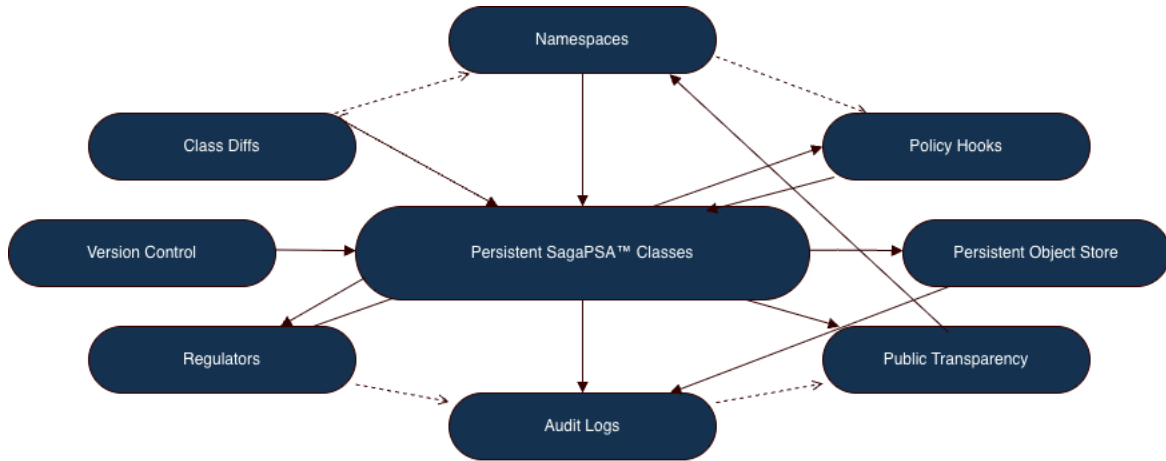 Namespaces
Class Diffs
Policy Hooks
Version Control
Persistent SagaPSA™ Classes
Persistent Object Store
Regulators
Public Transparency
Audit Logs